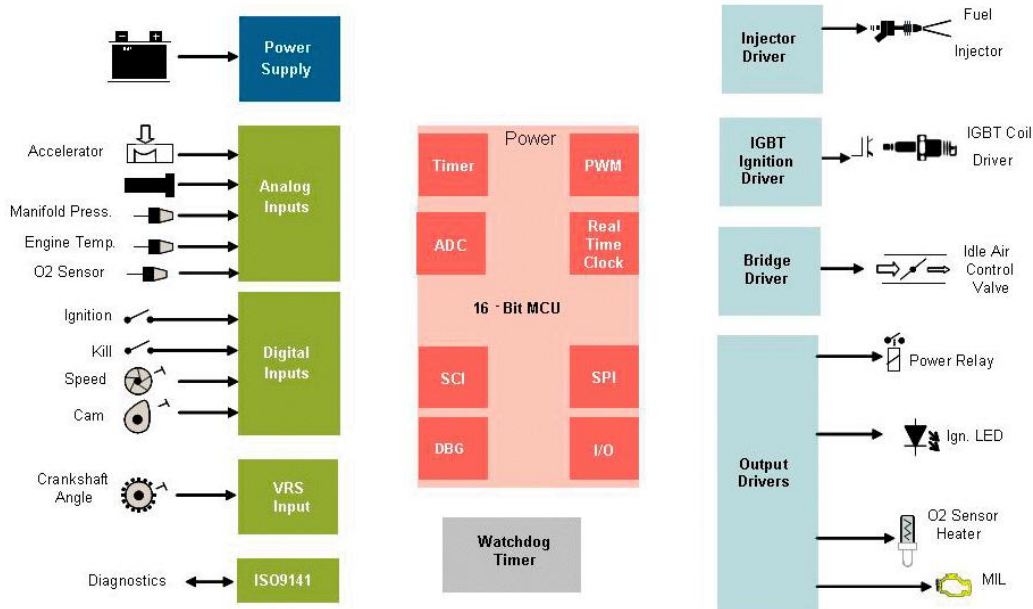 Power
Supply
Accelerator
Manifold Press.
Engine Temp.
O2 Sensor
Analog
Inputs
Ignition
Kill
Speed
Cam
Digital
Inputs
Crankshaft
Angle
VRS
Input
Diagnostics
ISO9141
Power
Timer
PWM
ADC
Real
Time
Clock
16 - Bit MCU
SCI
SPI
DBG
I/O
Watchdog
Timer
Injector
Driver
Fuel
Injector
IGBT
Ignition
Driver
IGBT Coil
Driver
Bridge
Driver
Idle Air
Control
Valve
Output
Drivers
Power Relay
Ign. LED
O2 Sensor
Heater
MIL